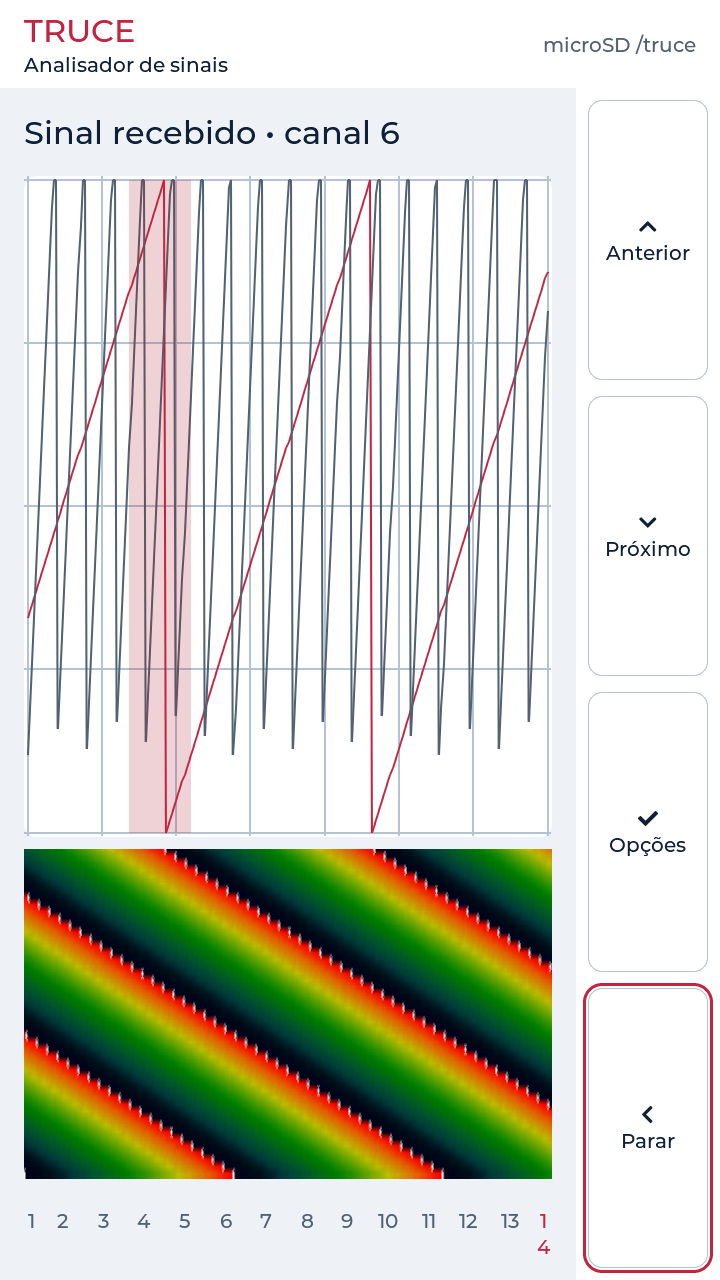 TRUCE
Analisador de sinais
microSD /truce
Sinal recebido • canal 6
Anterior
Próximo
Opções
Parar
1 2 3 4 5 6 7 8 9 10 11 12 13 1
4